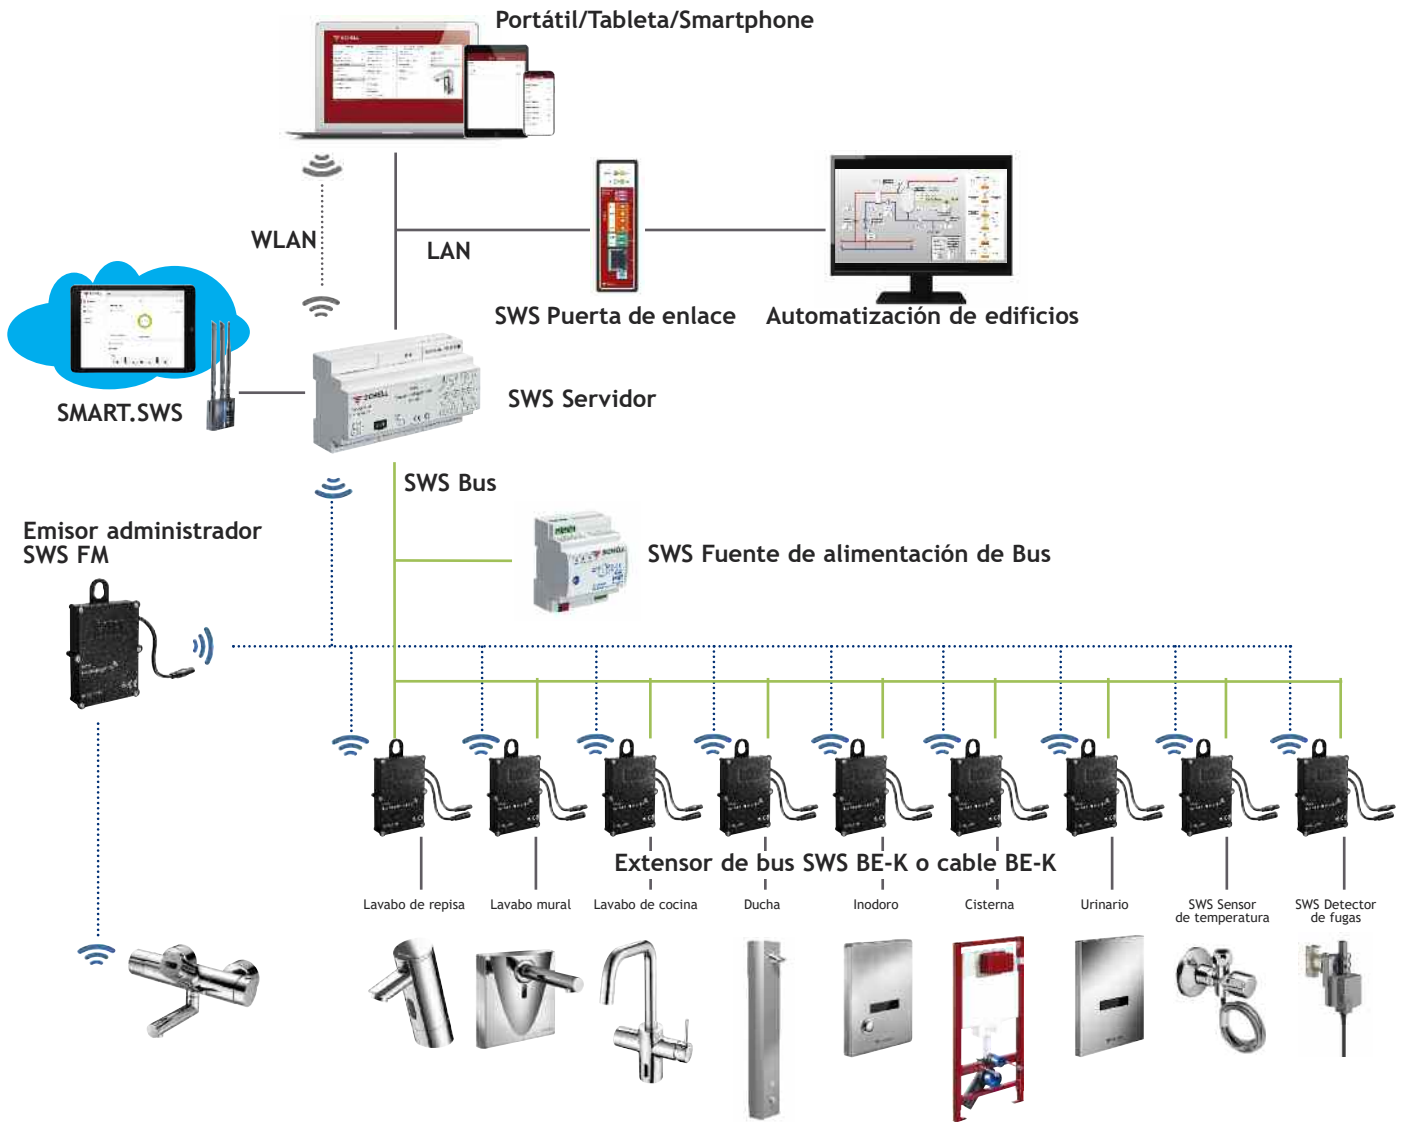 Portátil/Tableta/Smartphone
WLAN
LAN
SWS Puerta de enlace
Automatización de edificios
SMART.SWS
SWS Servidor
SCHELL
SWS Bus
Emisor administrador
SWS FM
SWS Fuente de alimentación de Bus
SCHELL
Extensor de bus SWS BE-K o cable BE-K
Lavabo de repisa
Lavabo mural
Lavabo de cocina
Ducha
Inodoro
Cisterna
Urinario
SWS Sensor
de temperatura
SWS Detector
de fugas